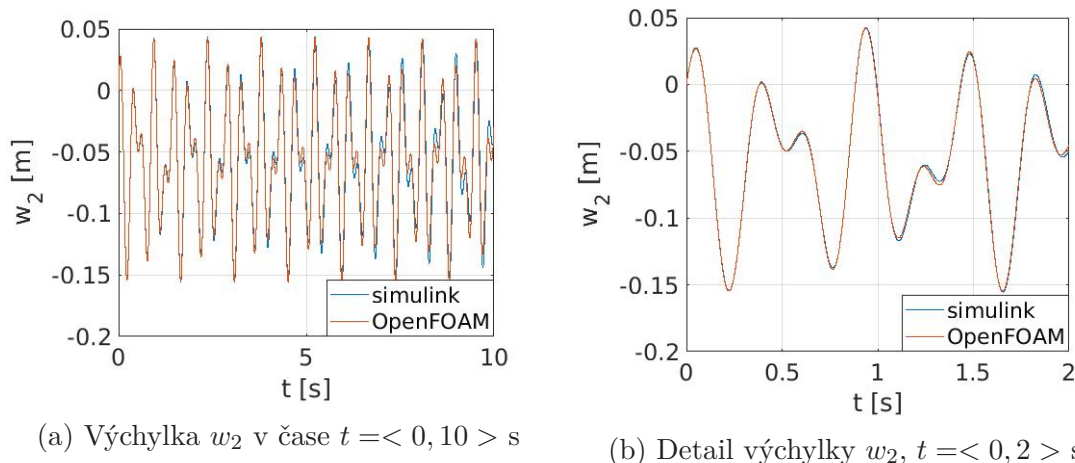 0.05
0
-0.05
-0.1
-0.15
-0.2
w2 [m]
0
5
10
t [s]
simulink
OpenFOAM
(a) Výchylka w2 v čase t =< 0, 10 > s
0.05
0
-0.05
-0.1
-0.15
-0.2
w2 [m]
0
0.5
1
1.5
2
t [s]
simulink
OpenFOAM
(b) Detail výchylky w2, t =< 0, 2 > s